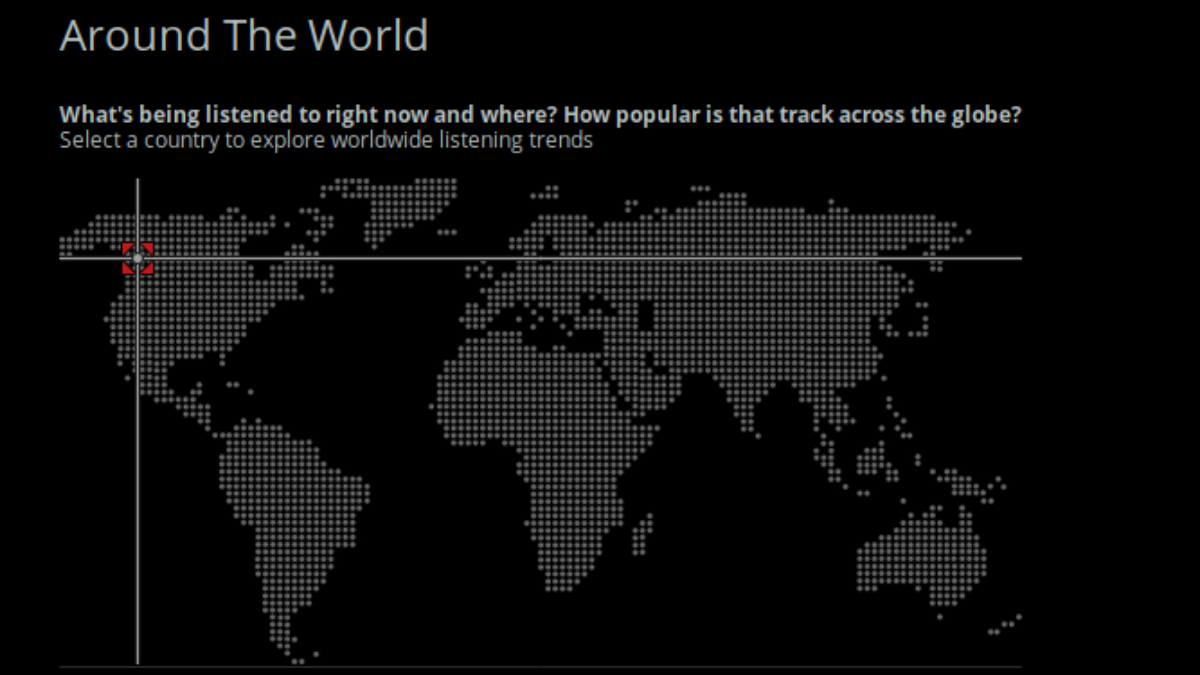 Around The World
What's being listened to right now and where? How popular is that track across the globe?
Select a country to explore worldwide listening trends